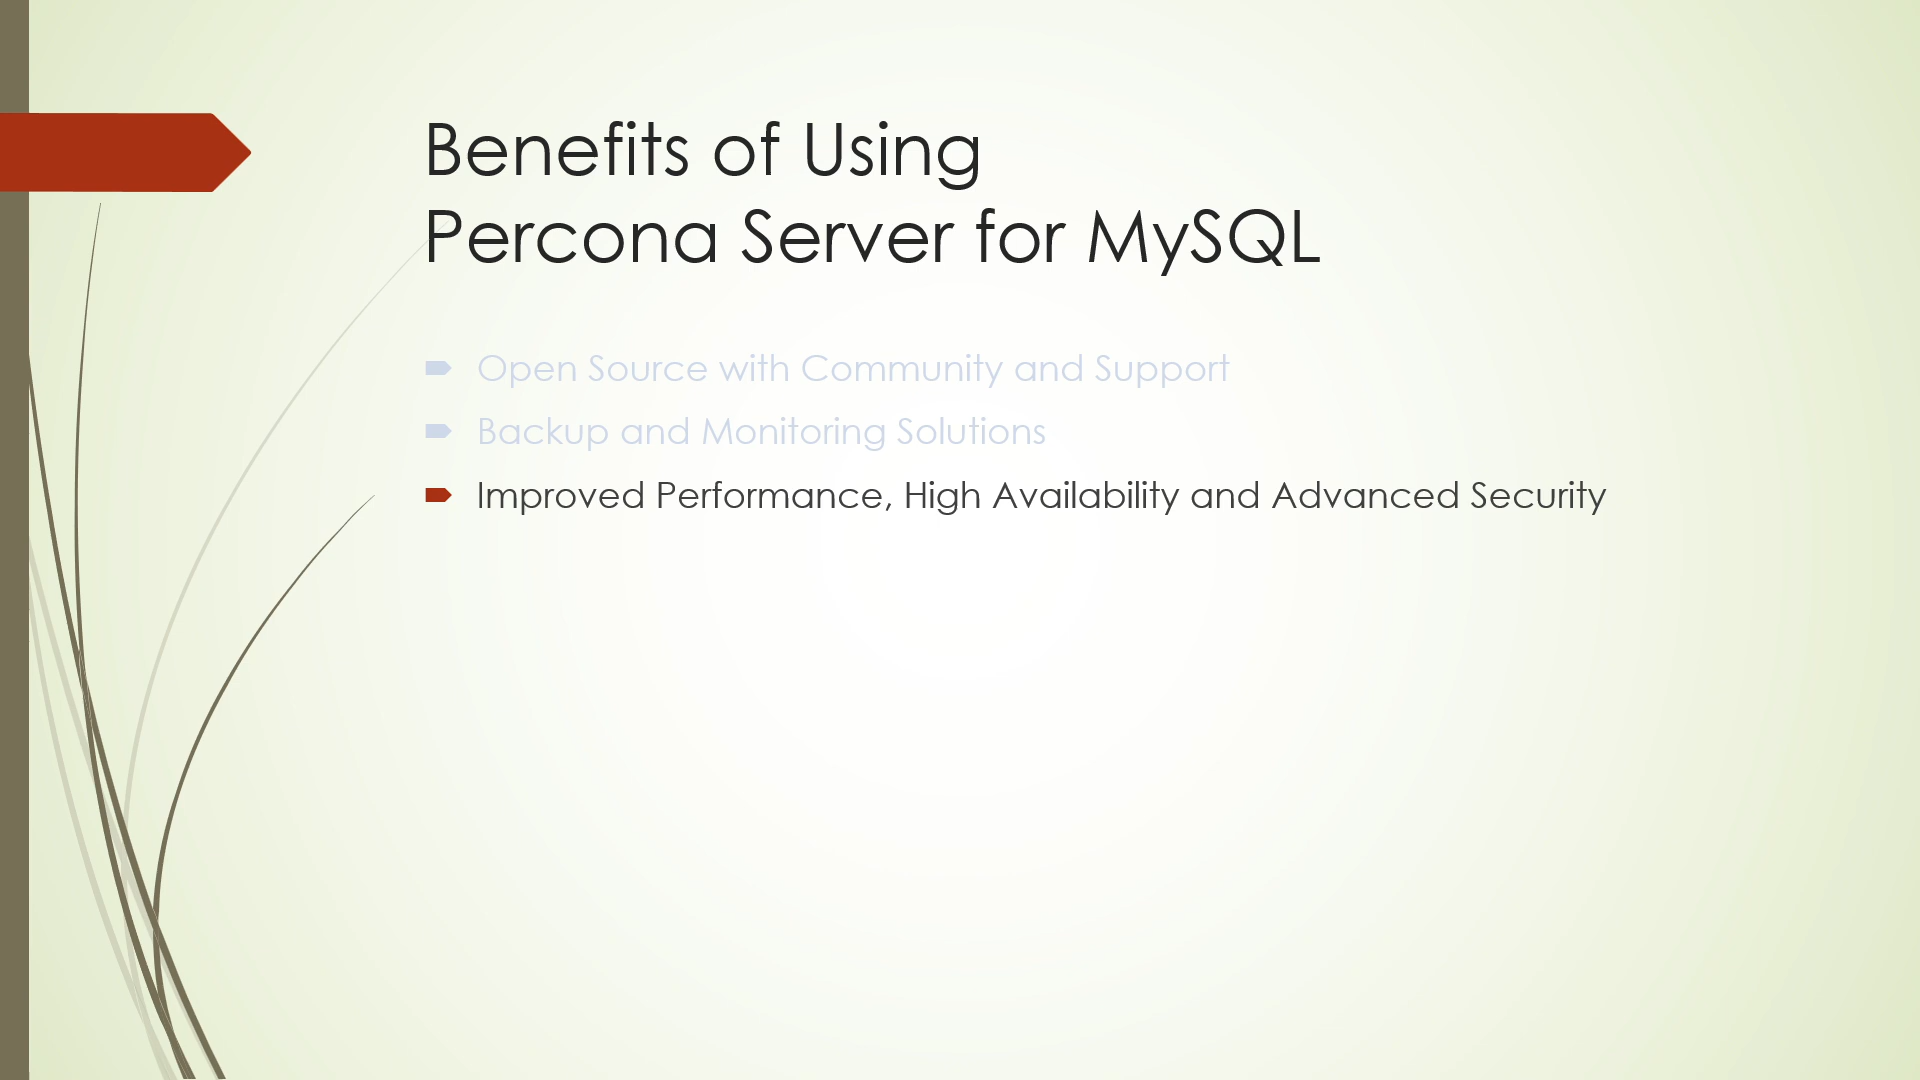 Benefits of Using
Percona Server for MySQL
Open Source with Community and Support
Backup and Monitoring Solutions
Improved Performance, High Availability and Advanced Security